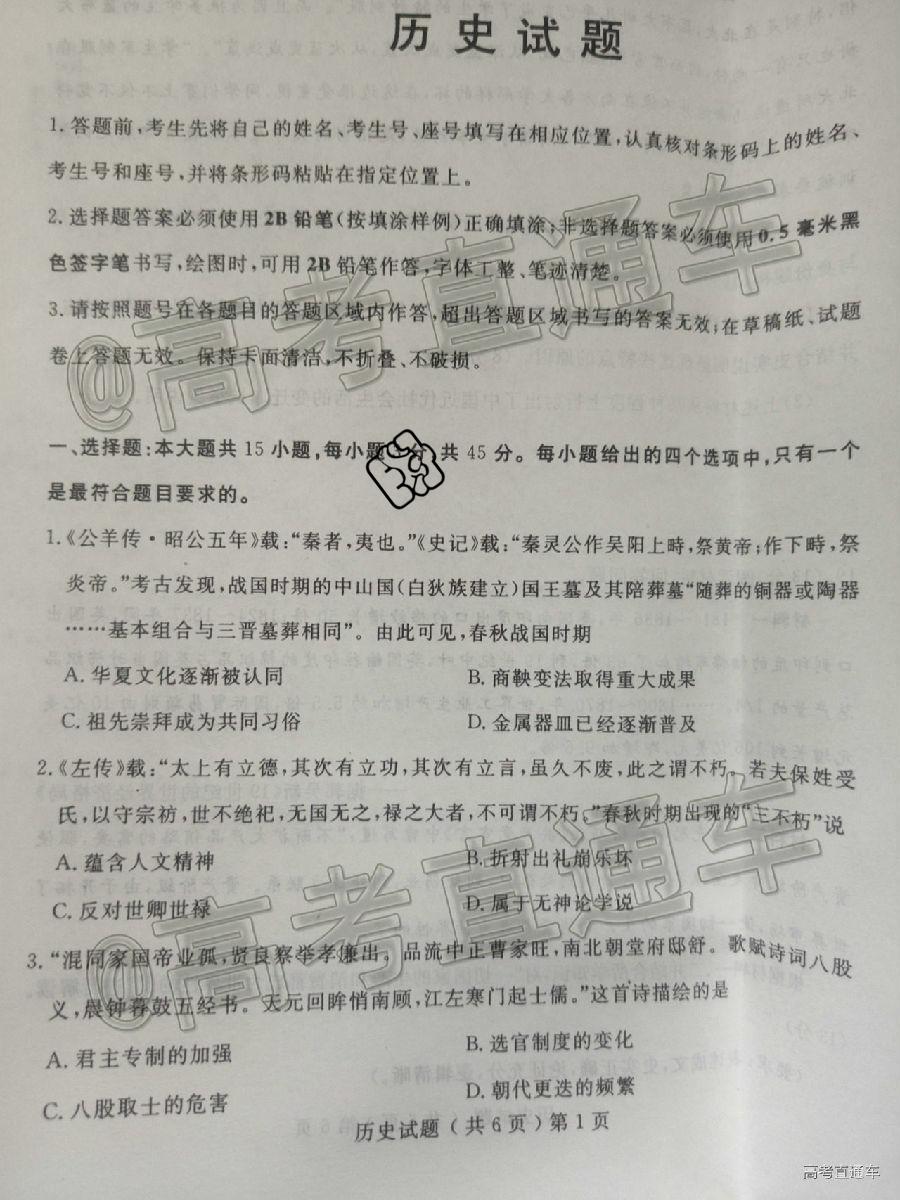 历史试题
1.答题前,考生先将自己的姓名、考生号、座号填写在相应位置,认真核对条形码上的姓名、
考生号和座号,并将条形码粘贴在指定位置上。
2.选择题答案必须使用2B铅笔(按填涂样例)正确填涂;非选择题答案必须使用0.5毫米黑
色签字笔书写,绘图时,可用2B铅笔作答,字体工整、笔迹清楚。
3.请按照题号在各题目的答题区域内作答,超出答题区域书写的答案无效;在草稿纸、试题
卷上答题无效。保持卡面清洁,不折叠、不破损。
@高考直通车
一、选择题:本大题共15小题,每小题 分,共45分。每小题给出的四个选项中,只有一个
是最符合题目要求的。
1.《公羊传·昭公五年》载:“秦者,夷也。”《史记》载:“秦灵公作吴阳上畤,祭黄帝;作下畤,祭
炎帝。”考古发现,战国时期的中山国(白狄族建立)国王墓及其陪葬墓“随葬的铜器或陶器
……基本组合与三晋墓葬相同”。由此可见,春秋战国时期
A.华夏文化逐渐被认同 B.商鞅变法取得重大成果
C.祖先崇拜成为共同习俗 D.金属器皿已经逐渐普及
2.《左传》载:“太上有立德,其次有立功,其次有立言,虽久不废,此之谓不朽。若夫保姓受
氏,以守宗祊,世不绝祀,无国无之,禄之大者,不可谓不朽。”春秋时期出现的“三不朽”说
A.蕴含人文精神 B.折射出礼崩乐坏
C.反对世卿世禄 D.属于无神论学说
@高考直通车
3.“混同家国帝业孤,贤良察举孝廉出。品流中正曹家旺,南北朝堂府邸舒。歌赋诗词八股
义,晨钟暮鼓五经书。天元回眸悄南顾,江左寒门起士儒。”这首诗描绘的是
A.君主专制的加强 B.选官制度的变化
C.八股取士的危害 D.朝代更迭的频繁
历史试题(共6页)第1页
高考直通车